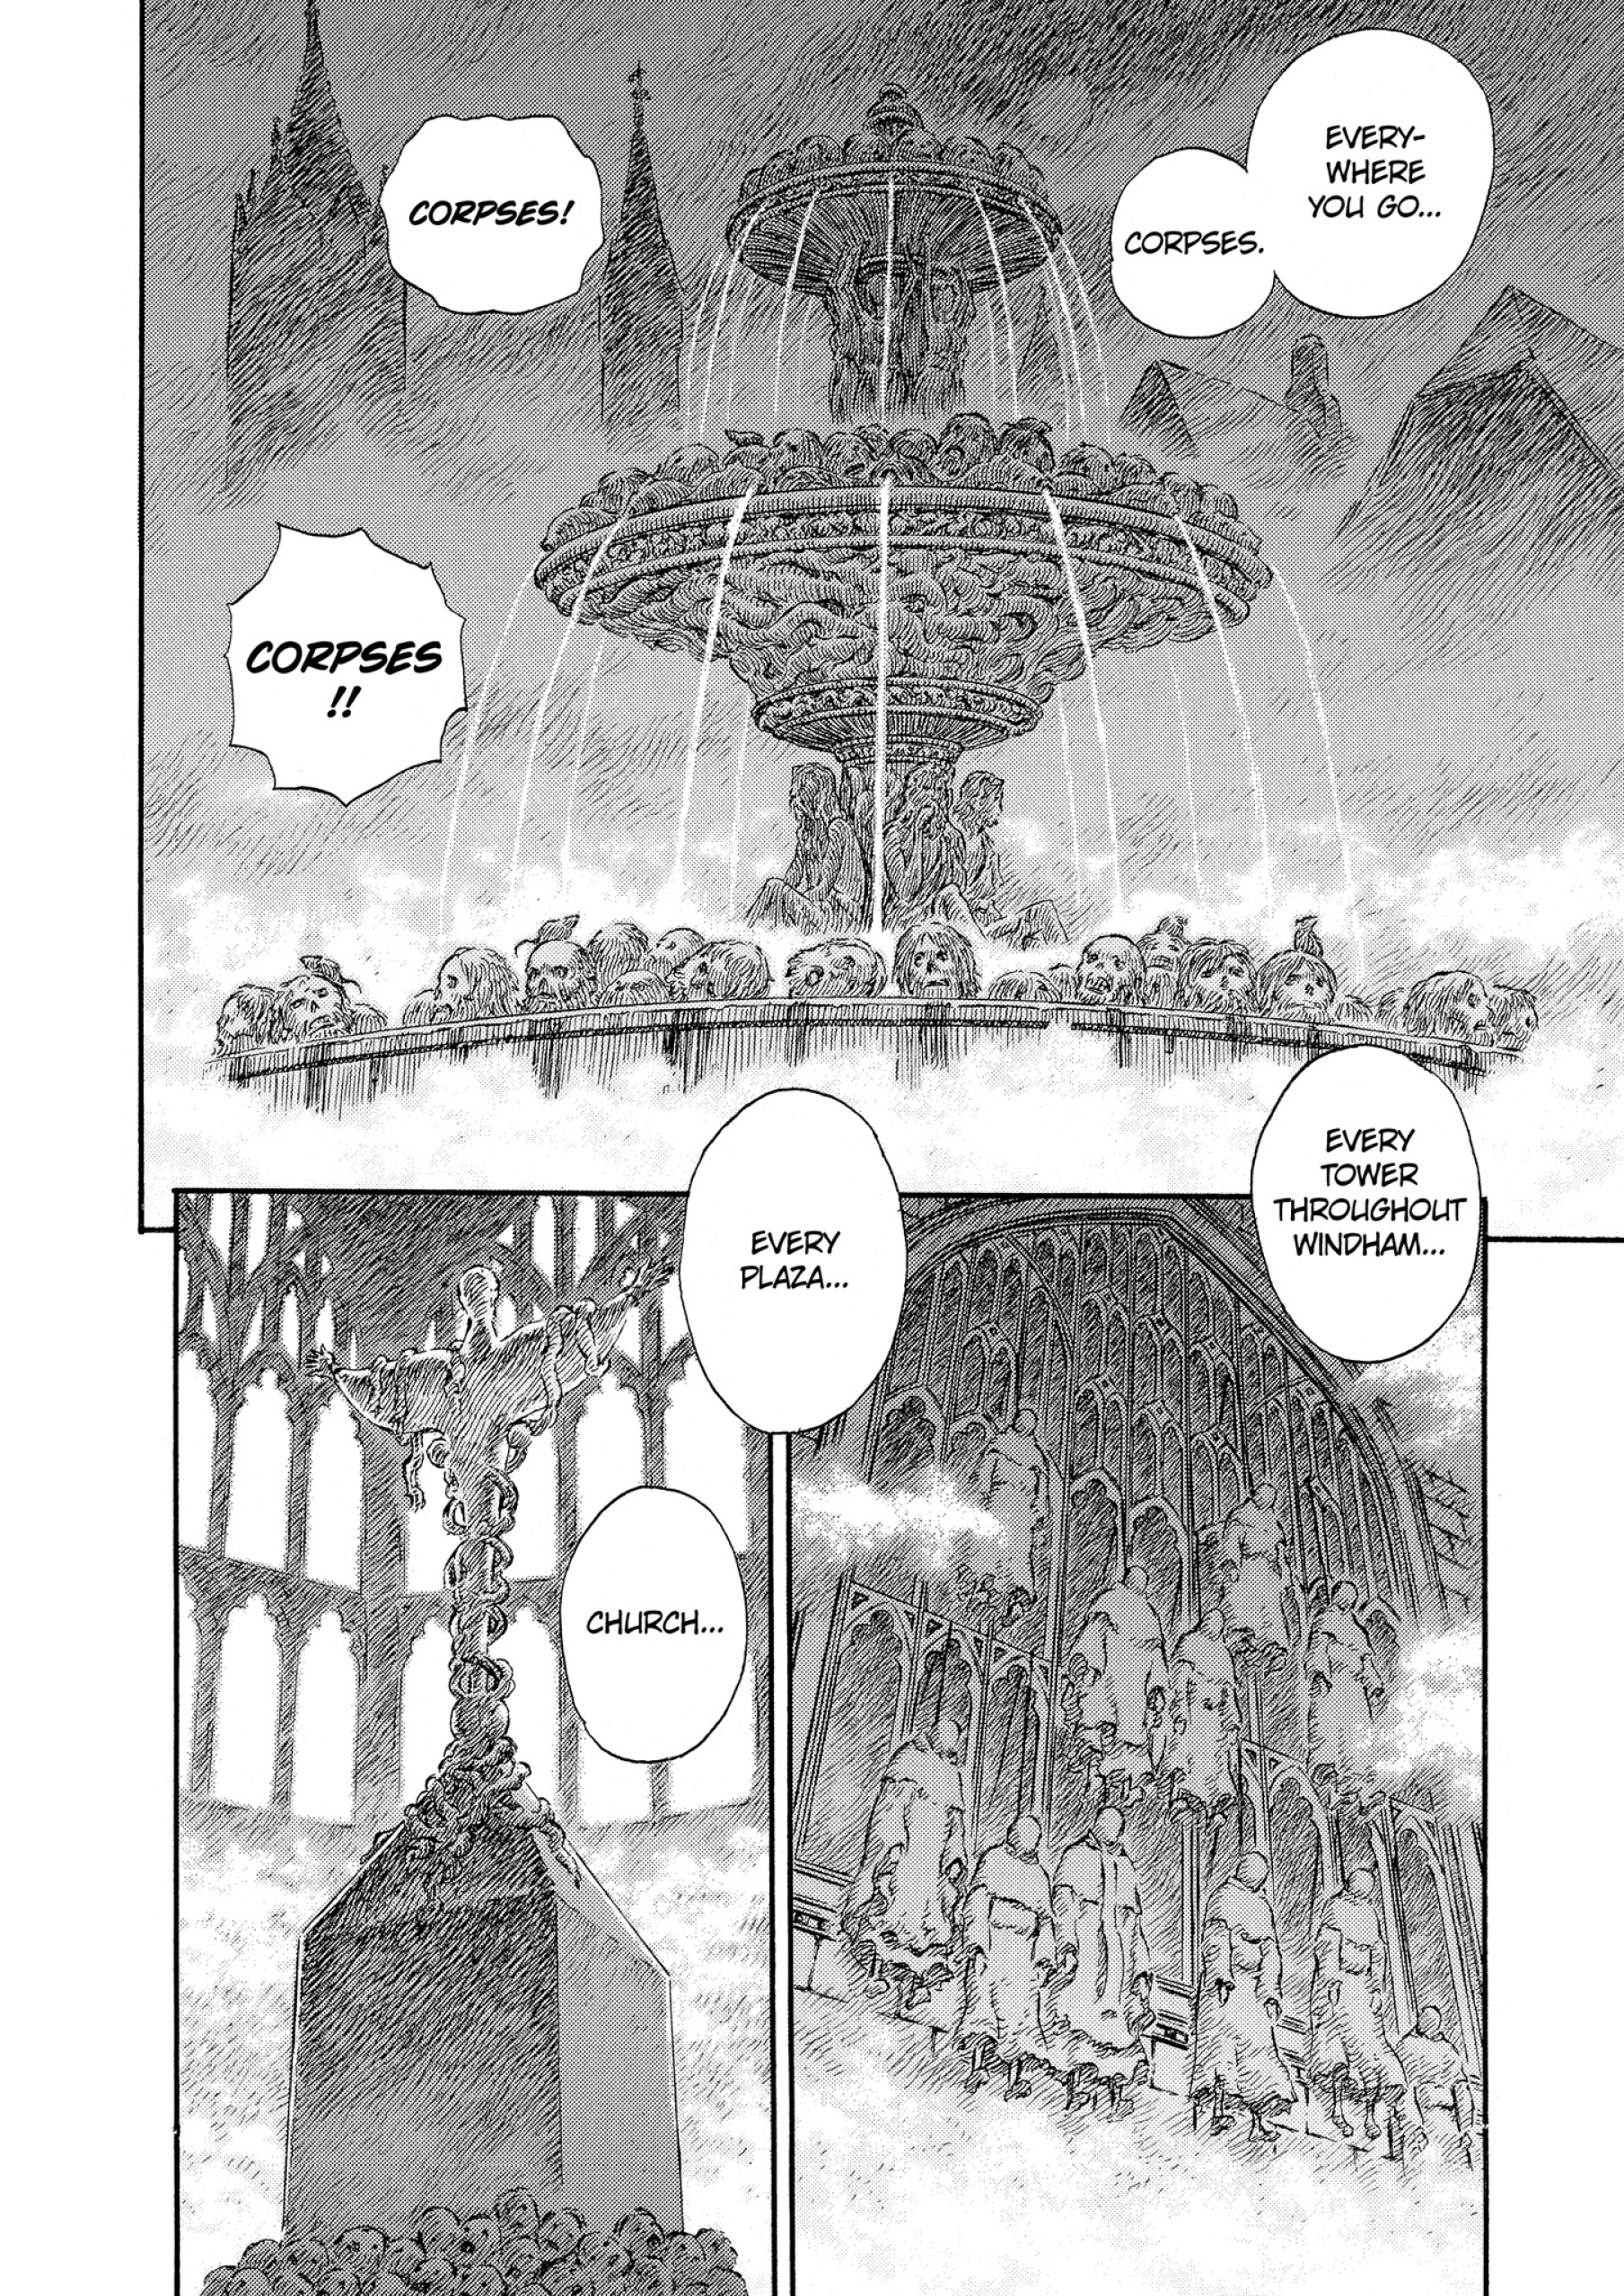 EVERY-
WHERE
YOU GO...
CORPSES.
CORPSES!
CORPSES
!!
EVERY
TOWER
THROUGHOUT
WINDHAM...
EVERY
PLAZA...
CHURCH...